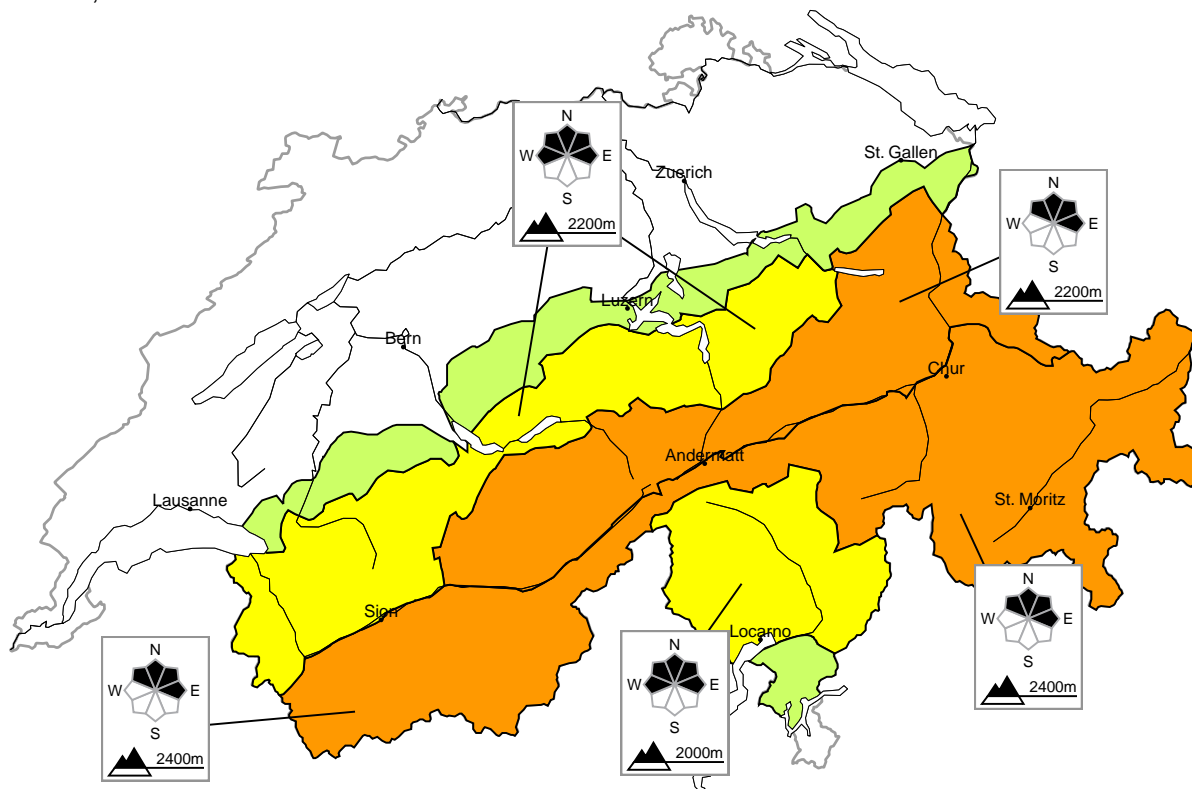 St. Gallen
Zuerich
N
W E
S
2200m
N
W E
S
2200m
Luzern
Bern
Chur
Andermatt
Lausanne
St. Moritz
Sion
Locarno
N
W E
S
2400m
N
W E
S
2000m
N
W E
S
2400m